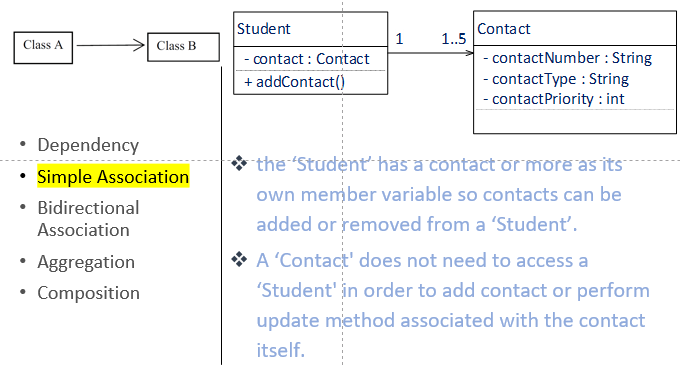 Class A
Class B
Student
- contact : Contact
+ addContact()
1
1..5
Contact
- contactNumber : String
- contactType : String
- contactPriority : int
• Dependency
• Simple Association
• Bidirectional
Association
• Aggregation
• Composition
❖ the ‘Student’ has a contact or more as its
own member variable so contacts can be
added or removed from a ‘Student’.
❖ A ‘Contact' does not need to access a
‘Student' in order to add contact or perform
update method associated with the contact
itself.